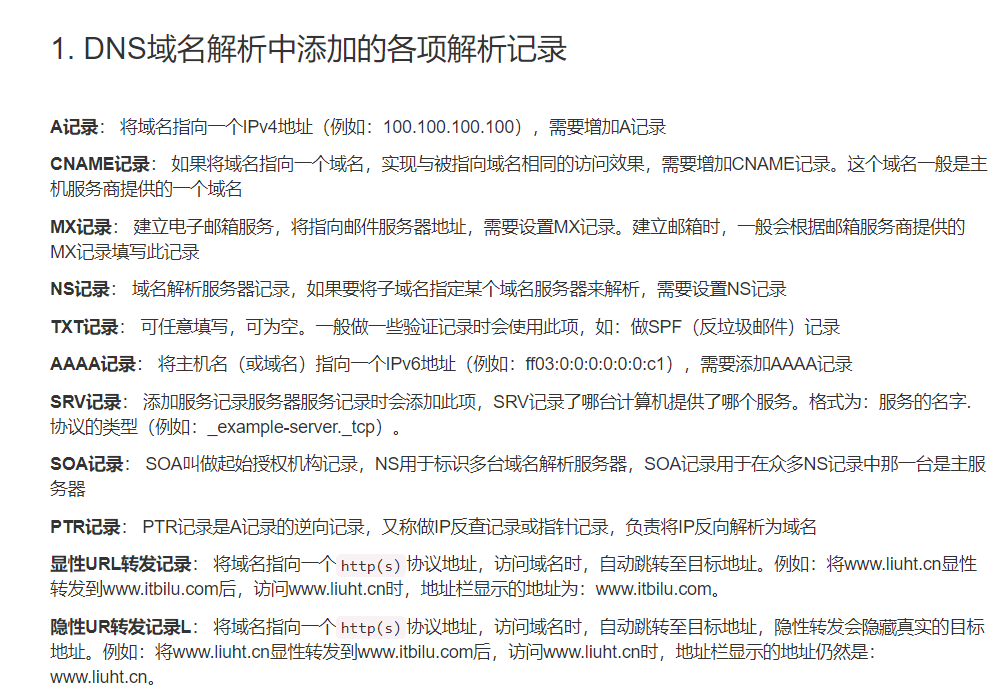 1. DNS域名解析中添加的各项解析记录
A记录： 将域名指向一个IPv4地址（例如：100.100.100.100），需要增加A记录
CNAME记录： 如果将域名指向一个域名，实现与被指向域名相同的访问效果，需要增加CNAME记录。这个域名一般是主
机服务商提供的一个域名
MX记录： 建立电子邮箱服务，将指向邮件服务器地址，需要设置MX记录。建立邮箱时，一般会根据邮箱服务商提供的
MX记录填写此记录
NS记录： 域名解析服务器记录，如果要将子域名指定某个域名服务器来解析，需要设置NS记录
TXT记录： 可任意填写，可为空。一般做一些验证记录时会使用此项，如：做SPF（反垃圾邮件）记录
AAAA记录： 将主机名（或域名）指向一个IPv6地址（例如：ff03:0:0:0:0:0:0:c1），需要添加AAAA记录
SRV记录： 添加服务记录服务器服务记录时会添加此项，SRV记录了哪台计算机提供了哪个服务。格式为：服务的名字.
协议的类型（例如：_example-server._tcp）。
SOA记录： SOA叫做起始授权机构记录，NS用于标识多台域名解析服务器，SOA记录用于在众多NS记录中那一台是主服
务器
PTR记录： PTR记录是A记录的逆向记录，又称做IP反查记录或指针记录，负责将IP反向解析为域名
显性URL转发记录： 将域名指向一个 http(s) 协议地址，访问域名时，自动跳转至目标地址。例如：将www.liuht.cn显性
转发到www.itbilu.com后，访问www.liuht.cn时，地址栏显示的地址为：www.itbilu.com。
隐性UR转发记录L： 将域名指向一个 http(s) 协议地址，访问域名时，自动跳转至目标地址，隐性转发会隐藏真实的目标
地址。例如：将www.liuht.cn显性转发到www.itbilu.com后，访问www.liuht.cn时，地址栏显示的地址仍然是：
www.liuht.cn。